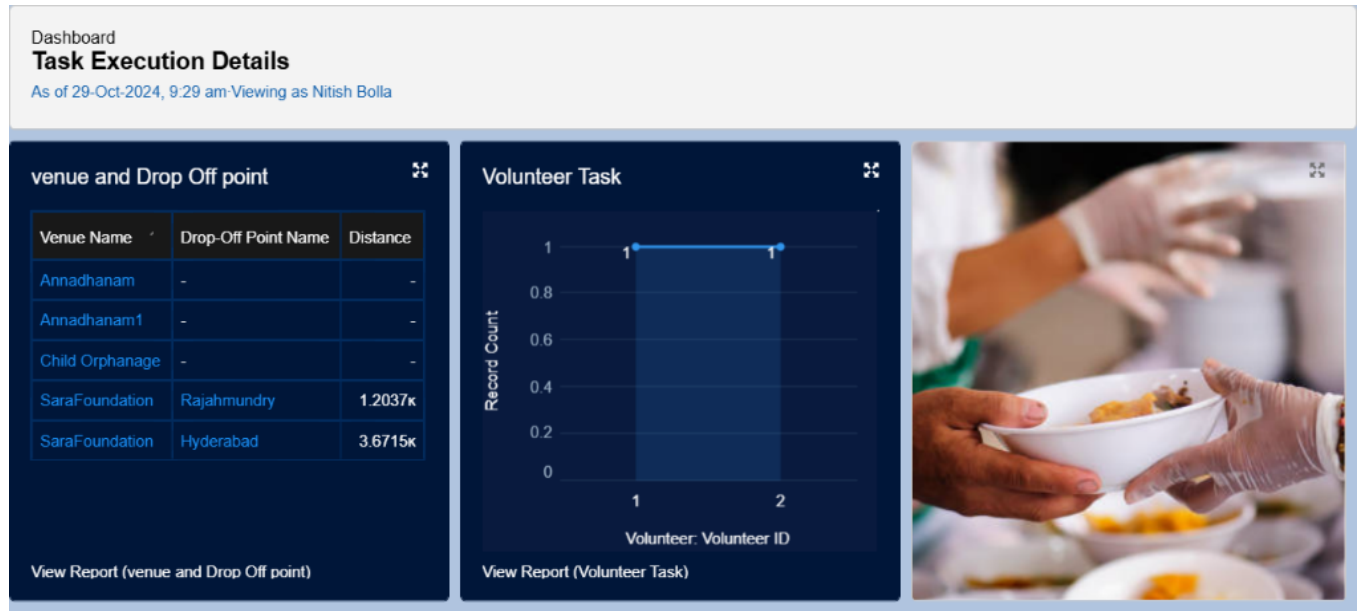 Dashboard
Task Execution Details
As of 29-Oct-2024, 9:29 am·Viewing as Nitish Bolla
venue and Drop Off point
Venue Name Drop-Off Point Name Distance
Annadhanam - -
Annadhanam1 - -
Child Orphanage - -
SaraFoundation Rajahmundry 1.2037K
SaraFoundation Hyderabad 3.6715K
View Report (venue and Drop Off point)
Volunteer Task
Record Count
1
0.8
0.6
0.4
0.2
0
1 1
1 2
Volunteer: Volunteer ID
View Report (Volunteer Task)